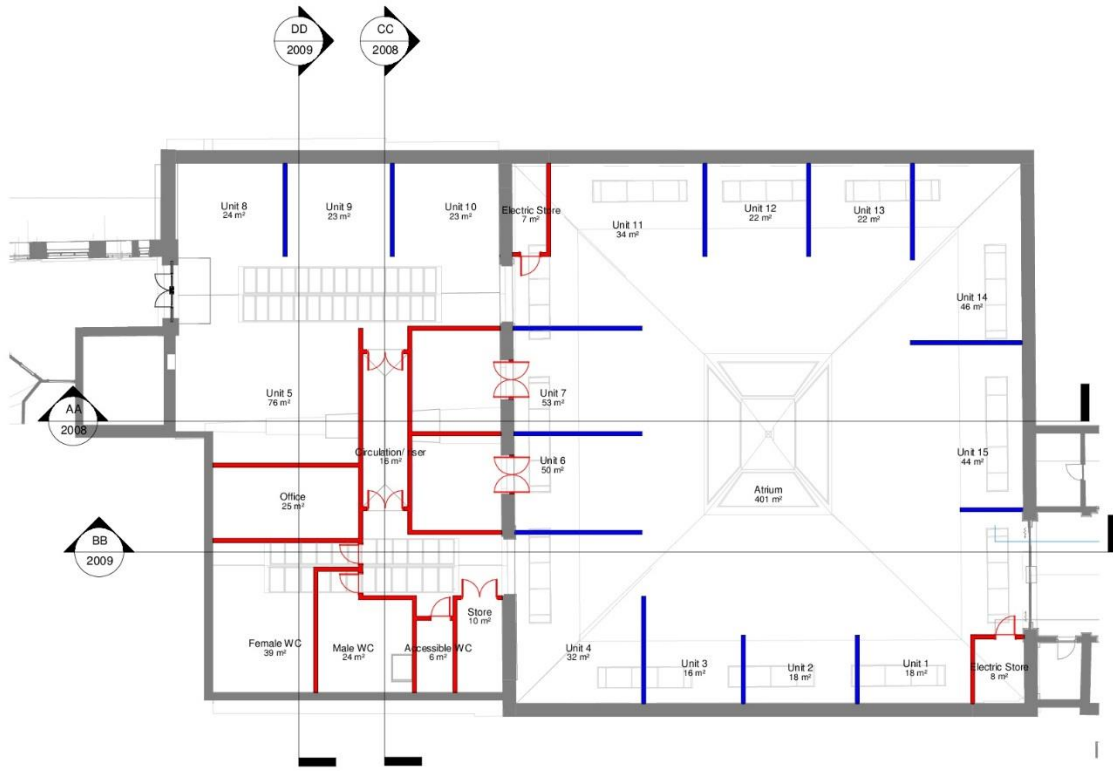 DD
2009
CC
2008
Unit 8
24 m²
Unit 9
23 m²
Unit 10
23 m²
Electric Store
7 m²
Unit 11
34 m²
Unit 12
22 m²
Unit 13
22 m²
Unit 14
46 m²
Unit 5
76 m²
Unit 7
53 m²
AA
2008
Circulation/ riser
16 m²
Unit 6
50 m²
Unit 15
44 m²
Office
25 m²
Atrium
401 m²
BB
2009
Store
10 m²
Female WC
39 m²
Male WC
24 m²
Accessible WC
6 m²
Unit 4
32 m²
Unit 3
16 m²
Unit 2
18 m²
Unit 1
18 m²
Electric Store
8 m²